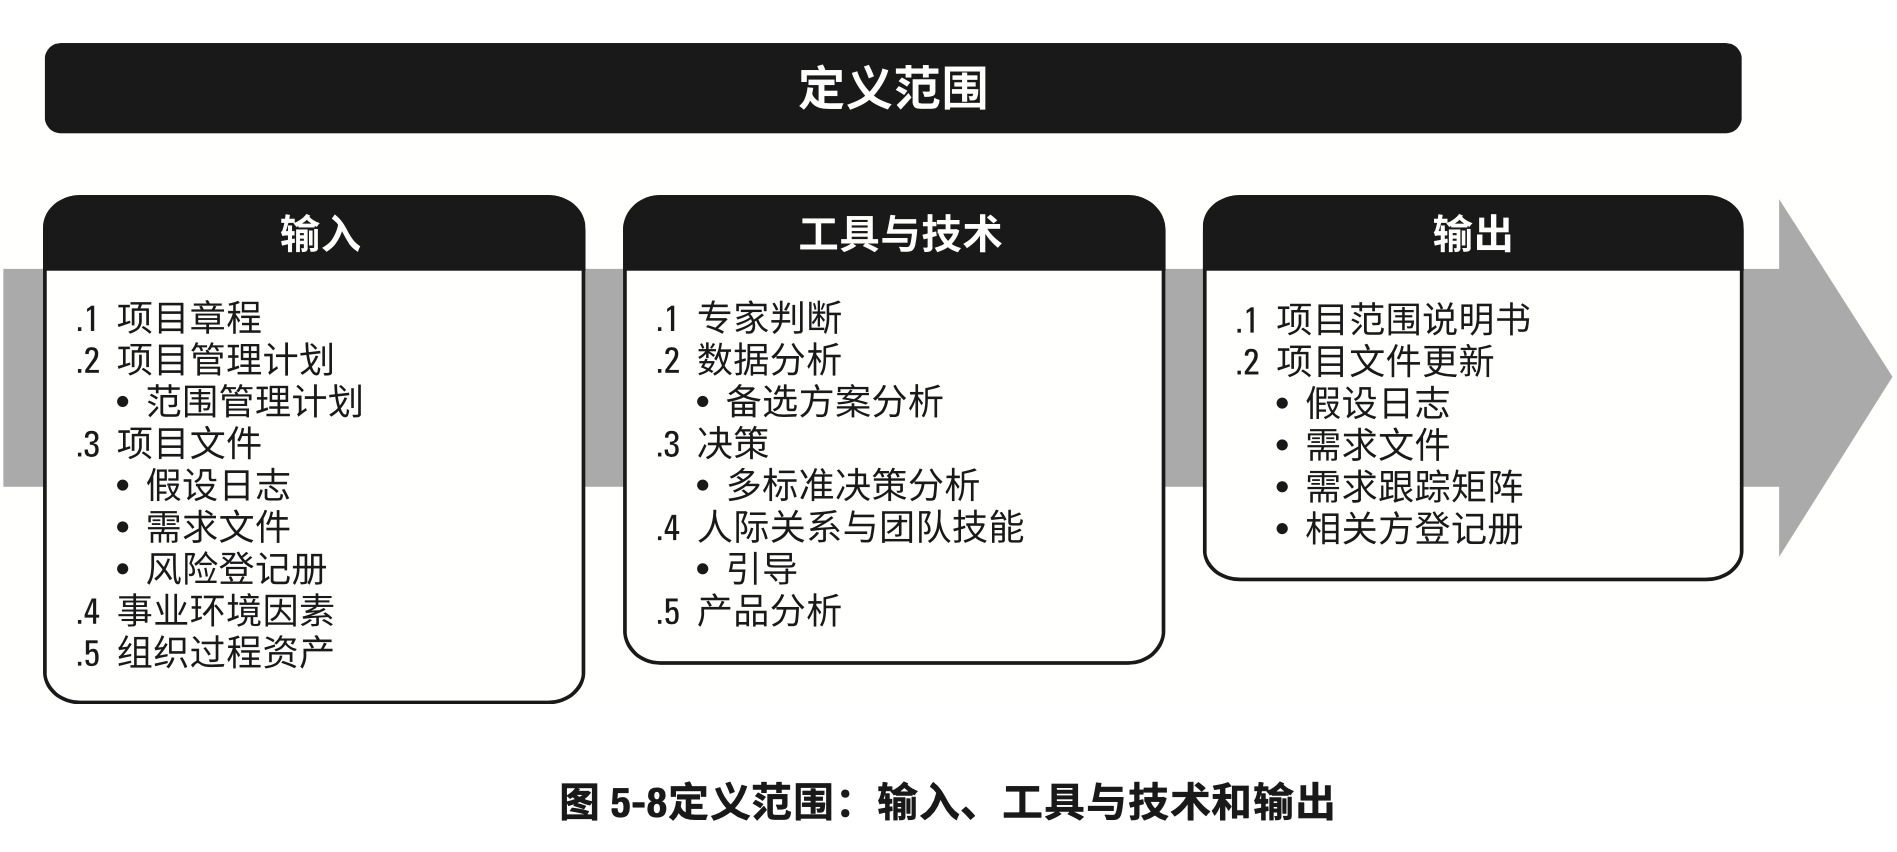 定义范围
输入
.1 项目章程
.2 项目管理计划
• 范围管理计划
.3 项目文件
• 假设日志
• 需求文件
• 风险登记册
.4 事业环境因素
.5 组织过程资产
工具与技术
.1 专家判断
.2 数据分析
• 备选方案分析
.3 决策
• 多标准决策分析
.4 人际关系与团队技能
• 引导
.5 产品分析
输出
.1 项目范围说明书
.2 项目文件更新
• 假设日志
• 需求文件
• 需求跟踪矩阵
• 相关方登记册
图 5-8定义范围：输入、工具与技术和输出